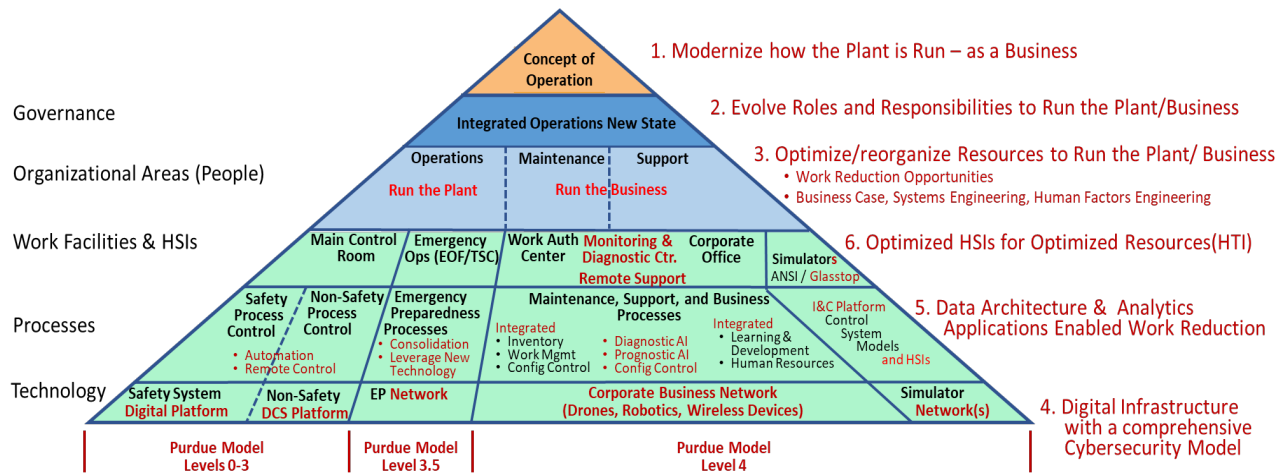 Concept of
Operation
1. Modernize how the Plant is Run – as a Business
Governance
Integrated Operations New State
2. Evolve Roles and Responsibilities to Run the Plant/Business
Organizational Areas (People)
Operations
Maintenance
Support
Run the Plant
Run the Business
3. Optimize/reorganize Resources to Run the Plant/ Business
• Work Reduction Opportunities
• Business Case, Systems Engineering, Human Factors Engineering
Work Facilities & HSIs
Main Control
Room
Emergency
Ops (EOF/TSC)
Work Auth
Center
Monitoring &
Diagnostic Ctr.
Remote Support
Corporate
Office
Simulators
ANSI / Glasstop
6. Optimized HSIs for Optimized Resources(HTI)
Processes
Safety
Process
Control
Non-Safety
Process
Control
• Automation
• Remote Control
Emergency
Preparedness
Processes
• Consolidation
• Leverage New
Technology
Maintenance, Support, and Business
Processes
Integrated
• Inventory
• Work Mgmt
• Config Control
• Diagnostic AI
• Prognostic AI
• Config Control
Integrated
• Learning &
Development
• Human Resources
I&C Platform
Control
System
Models
and HSIs
5. Data Architecture & Analytics
Applications Enabled Work Reduction
Technology
Safety System
Digital Platform
Non-Safety
DCS Platform
EP Network
Corporate Business Network
(Drones, Robotics, Wireless Devices)
Simulator
Network(s)
4. Digital Infrastructure
with a comprehensive
Cybersecurity Model
Purdue Model
Levels 0-3
Purdue Model
Level 3.5
Purdue Model
Level 4